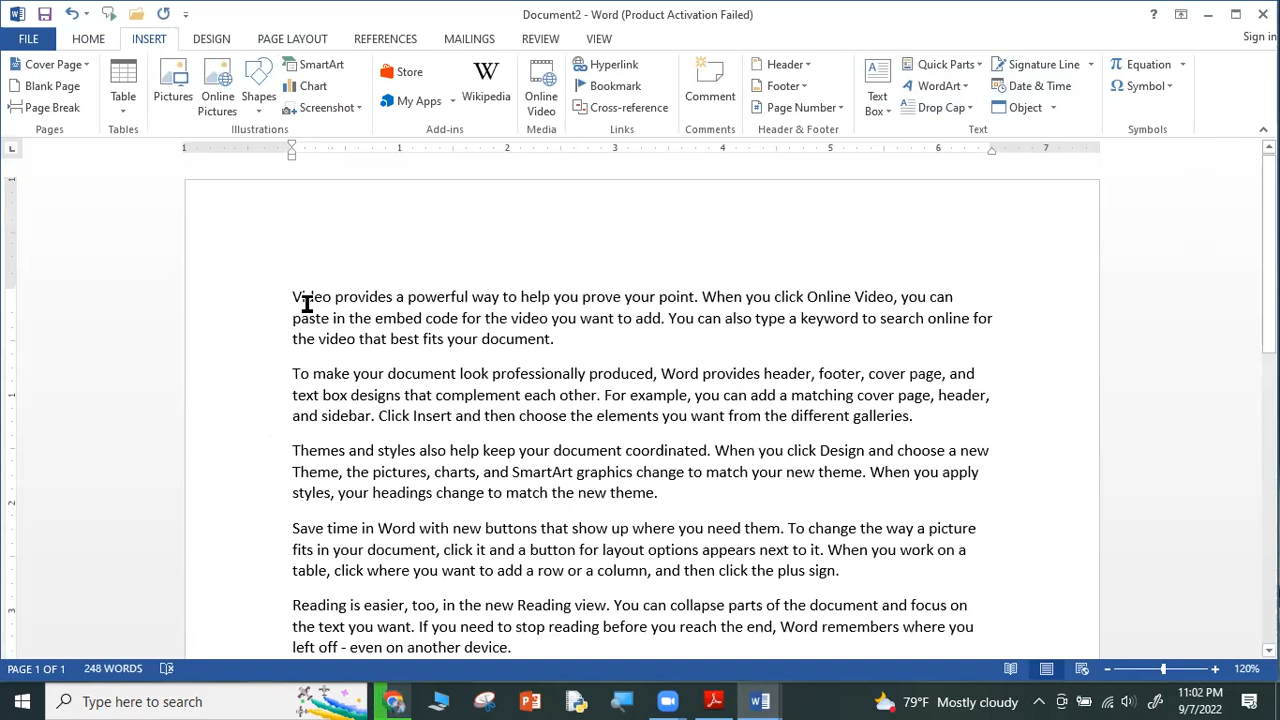 Document2 - Word (Product Activation Failed)
FILE HOME INSERT DESIGN PAGE LAYOUT REFERENCES MAILINGS REVIEW VIEW Sign in
Cover Page
Blank Page
Page Break
Pages
Table
Tables
Pictures
Online Pictures
Shapes
SmartArt
Chart
Screenshot
Illustrations
Store
My Apps
Wikipedia
Add-ins
Online Video
Media
Hyperlink
Bookmark
Cross-reference
Links
Comment
Comments
Header
Footer
Page Number
Header & Footer
Text Box
Quick Parts
WordArt
Drop Cap
Signature Line
Date & Time
Object
Text
Equation
Symbol
Symbols
1 1 2 3 4 5 6 7
Video provides a powerful way to help you prove your point. When you click Online Video, you can
paste in the embed code for the video you want to add. You can also type a keyword to search online for
the video that best fits your document.
To make your document look professionally produced, Word provides header, footer, cover page, and
text box designs that complement each other. For example, you can add a matching cover page, header,
and sidebar. Click Insert and then choose the elements you want from the different galleries.
Themes and styles also help keep your document coordinated. When you click Design and choose a new
Theme, the pictures, charts, and SmartArt graphics change to match your new theme. When you apply
styles, your headings change to match the new theme.
Save time in Word with new buttons that show up where you need them. To change the way a picture
fits in your document, click it and a button for layout options appears next to it. When you work on a
table, click where you want to add a row or a column, and then click the plus sign.
Reading is easier, too, in the new Reading view. You can collapse parts of the document and focus on
the text you want. If you need to stop reading before you reach the end, Word remembers where you
left off - even on another device.
PAGE 1 OF 1 248 WORDS 120%
Type here to search
79°F Mostly cloudy
11:02 PM
9/7/2022